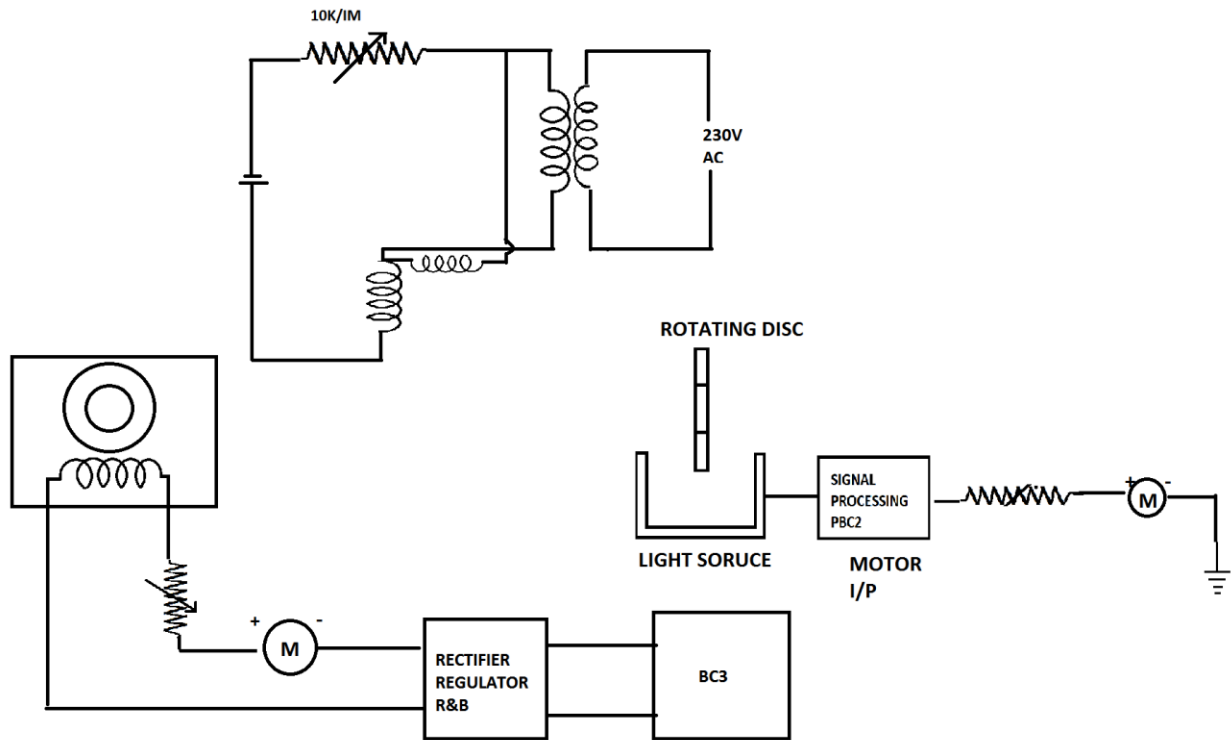 10K/IM
230V
AC
ROTATING DISC
SIGNAL
PROCESSING
PBC2
+
-
M
LIGHT SORUCE
MOTOR
I/P
+
-
M
RECTIFIER
REGULATOR
R&B
BC3